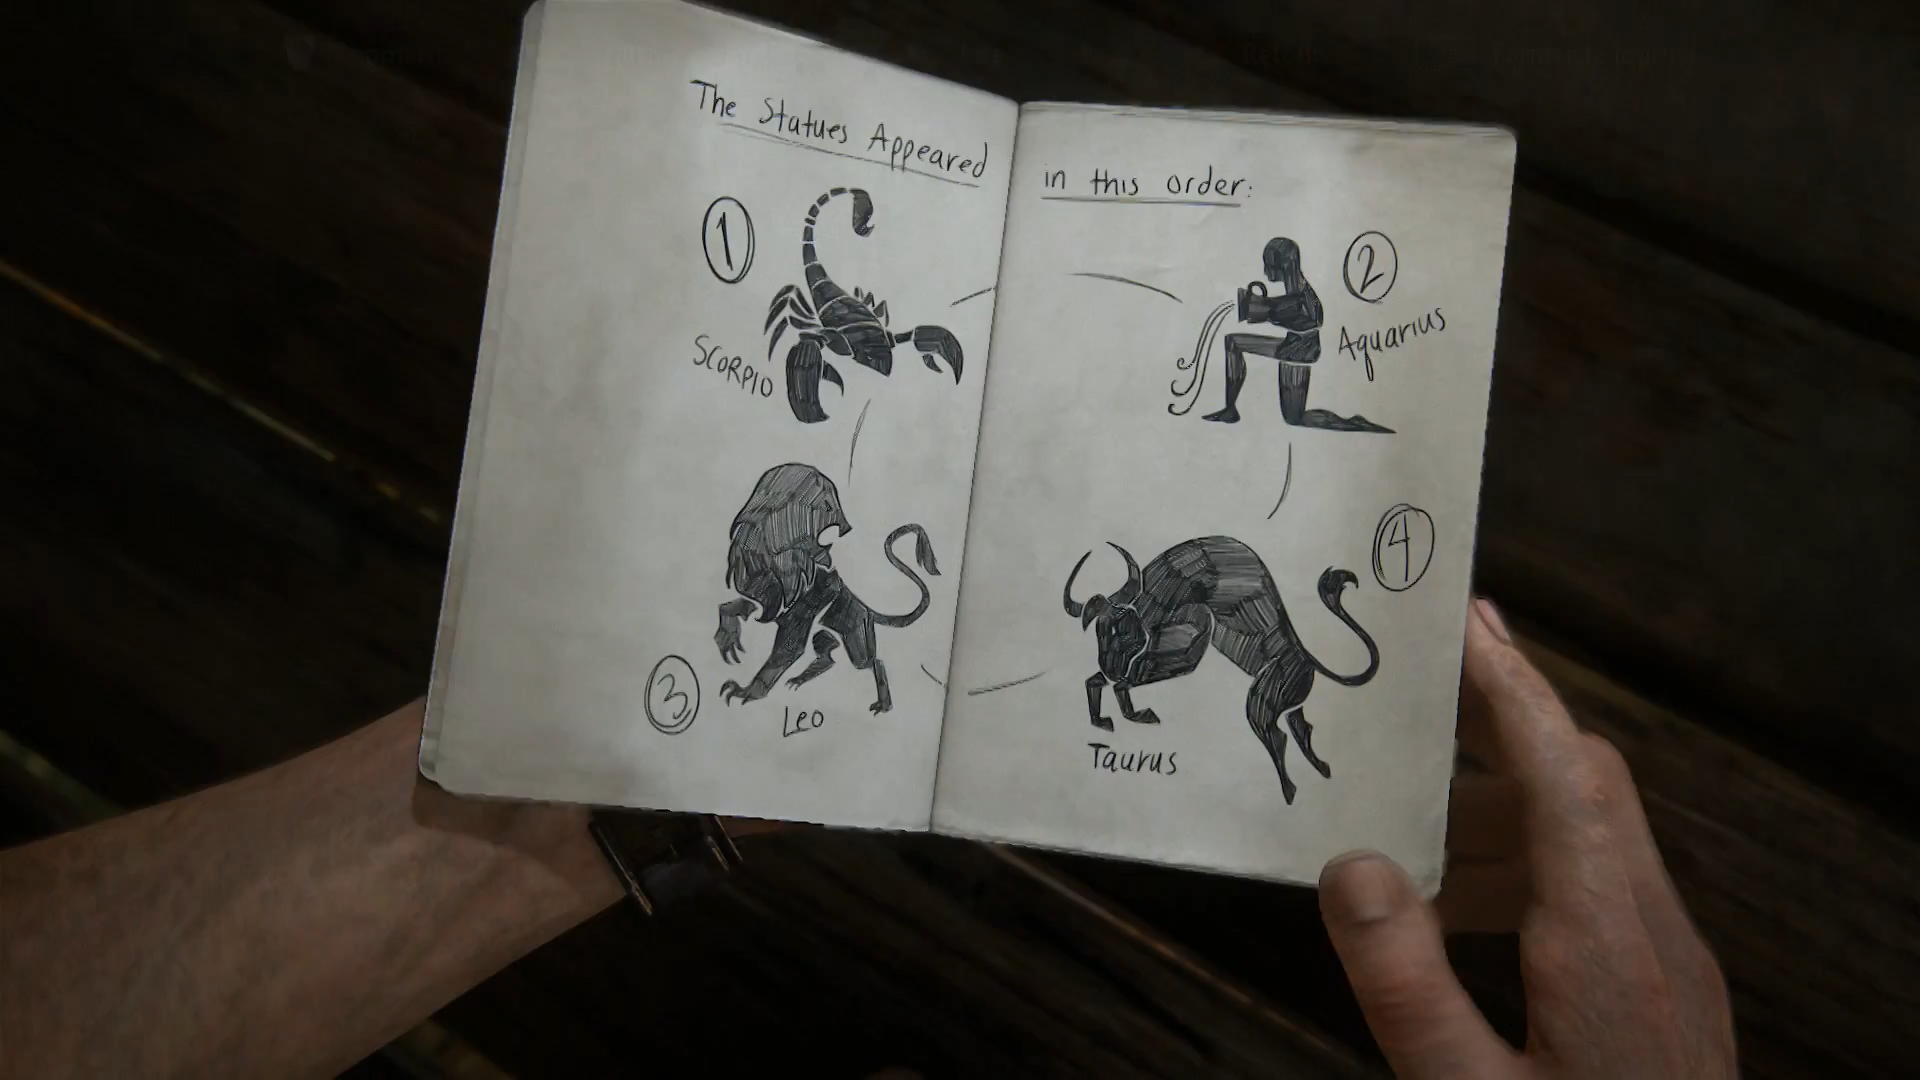 The Statues Appeared
in this order:
1
SCORPIO
2
Aquarius
3
Leo
4
Taurus